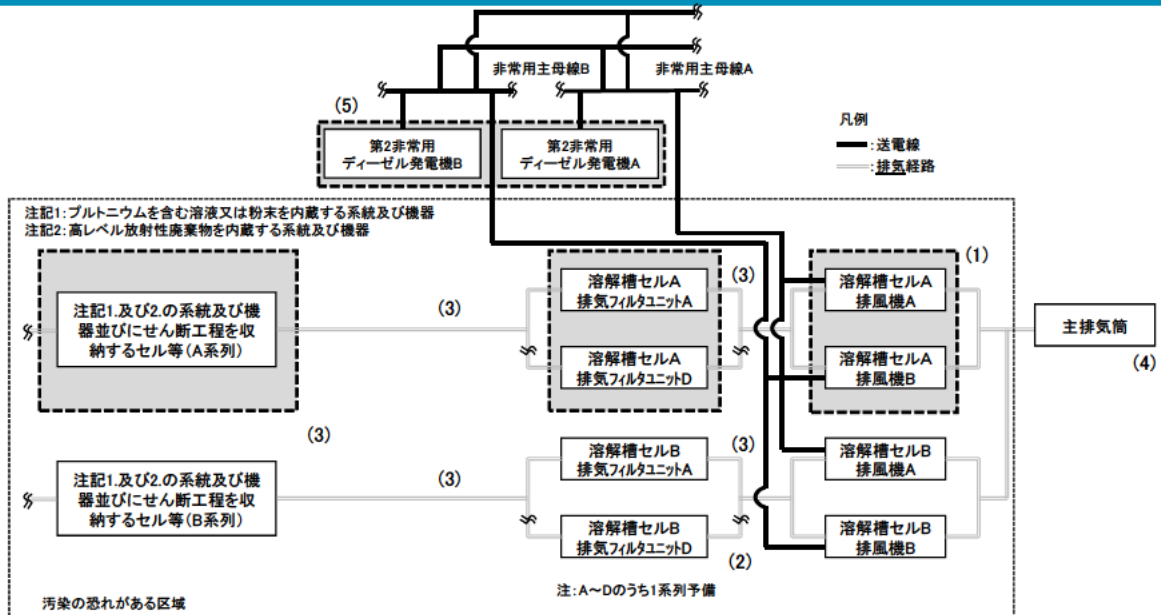 非常用主母線B
非常用主母線A
(5)
第2非常用
ディーゼル発電機B
第2非常用
ディーゼル発電機A
凡例
:送電線
:排気経路
注記1:プルトニウムを含む溶液又は粉末を内蔵する系統及び機器
注記2:高レベル放射性廃棄物を内蔵する系統及び機器
(1)
注記1.及び2.の系統及び機
器並びにせん断工程を収
納するセル等(A系列)
(3)
溶解槽セルA
排気フィルタユニットA
(3)
溶解槽セルA
排風機A
主排気筒
(4)
溶解槽セルA
排気フィルタユニットD
溶解槽セルA
排風機B
(3)
注記1.及び2.の系統及び機
器並びにせん断工程を収
納するセル等(B系列)
(3)
溶解槽セルB
排気フィルタユニットA
(3)
溶解槽セルB
排風機A
溶解槽セルB
排気フィルタユニットD
(2)
溶解槽セルB
排風機B
注:A～Dのうち1系列予備
汚染の恐れがある区域